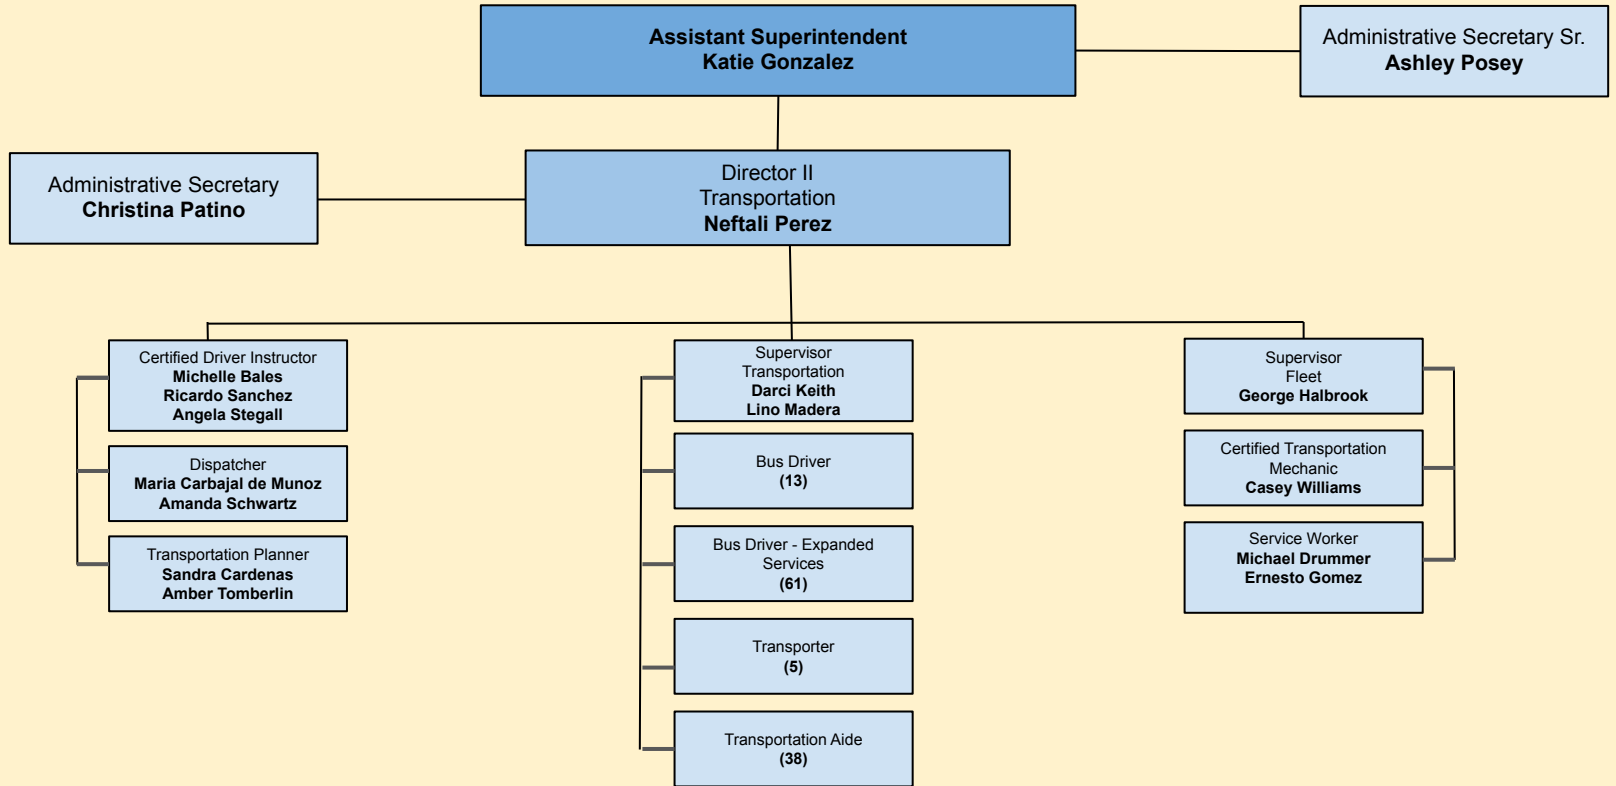 Assistant Superintendent
Katie Gonzalez
Administrative Secretary Sr.
Ashley Posey
Administrative Secretary
Christina Patino
Director II
Transportation
Neftali Perez
Certified Driver Instructor
Michelle Bales
Ricardo Sanchez
Angela Stegall
Dispatcher
Maria Carbajal de Munoz
Amanda Schwartz
Transportation Planner
Sandra Cardenas
Amber Tomberlin
Supervisor
Transportation
Darci Keith
Lino Madera
Bus Driver
(13)
Bus Driver - Expanded
Services
(61)
Transporter
(5)
Transportation Aide
(38)
Supervisor
Fleet
George Halbrook
Certified Transportation
Mechanic
Casey Williams
Service Worker
Michael Drummer
Ernesto Gomez